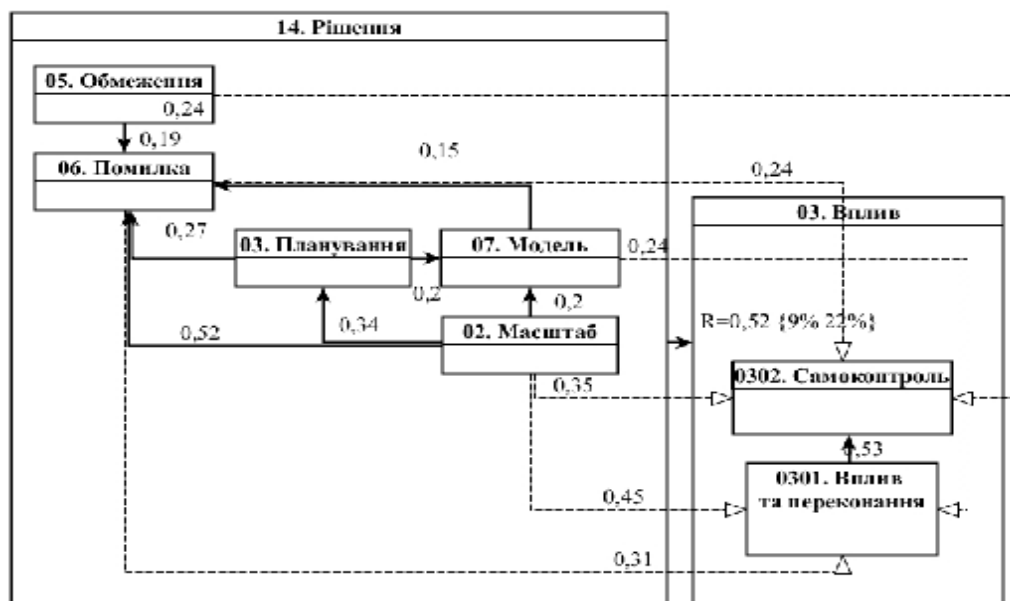 14. Рішення
05. Обмеження
0,24
0,19
06. Помилка
0,15
0,24
03. Вплив
0,27
03. Планування
07. Модель
0,24
0,2
0,2
R=0,52 {9% 22%}
0,52
0,34
02. Масштаб
0302. Самоконтроль
0,35
0,53
0301. Вплив
та переконання
0,45
0,31